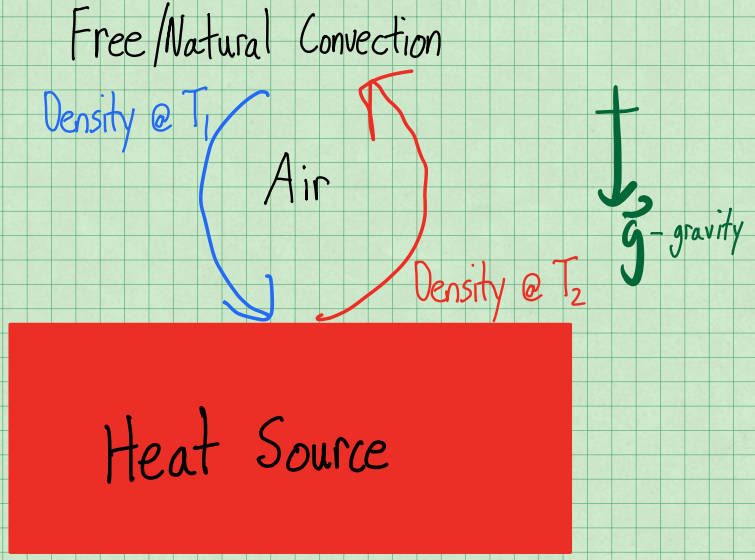 Free/Natural Convection
Density @ T₁
Air
g⃗ - gravity
Density @ T₂
Heat Source